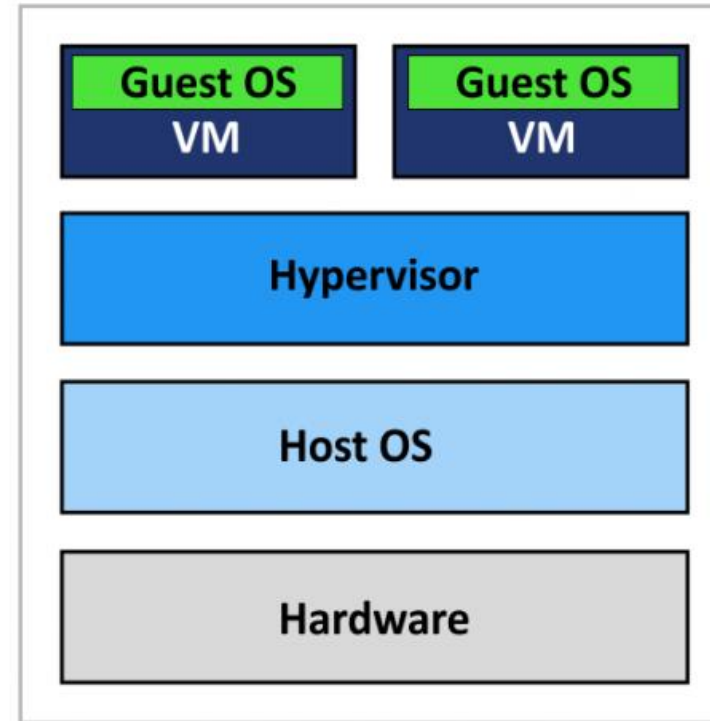 Guest OS Guest OS
VM VM
Hypervisor
Host OS
Hardware